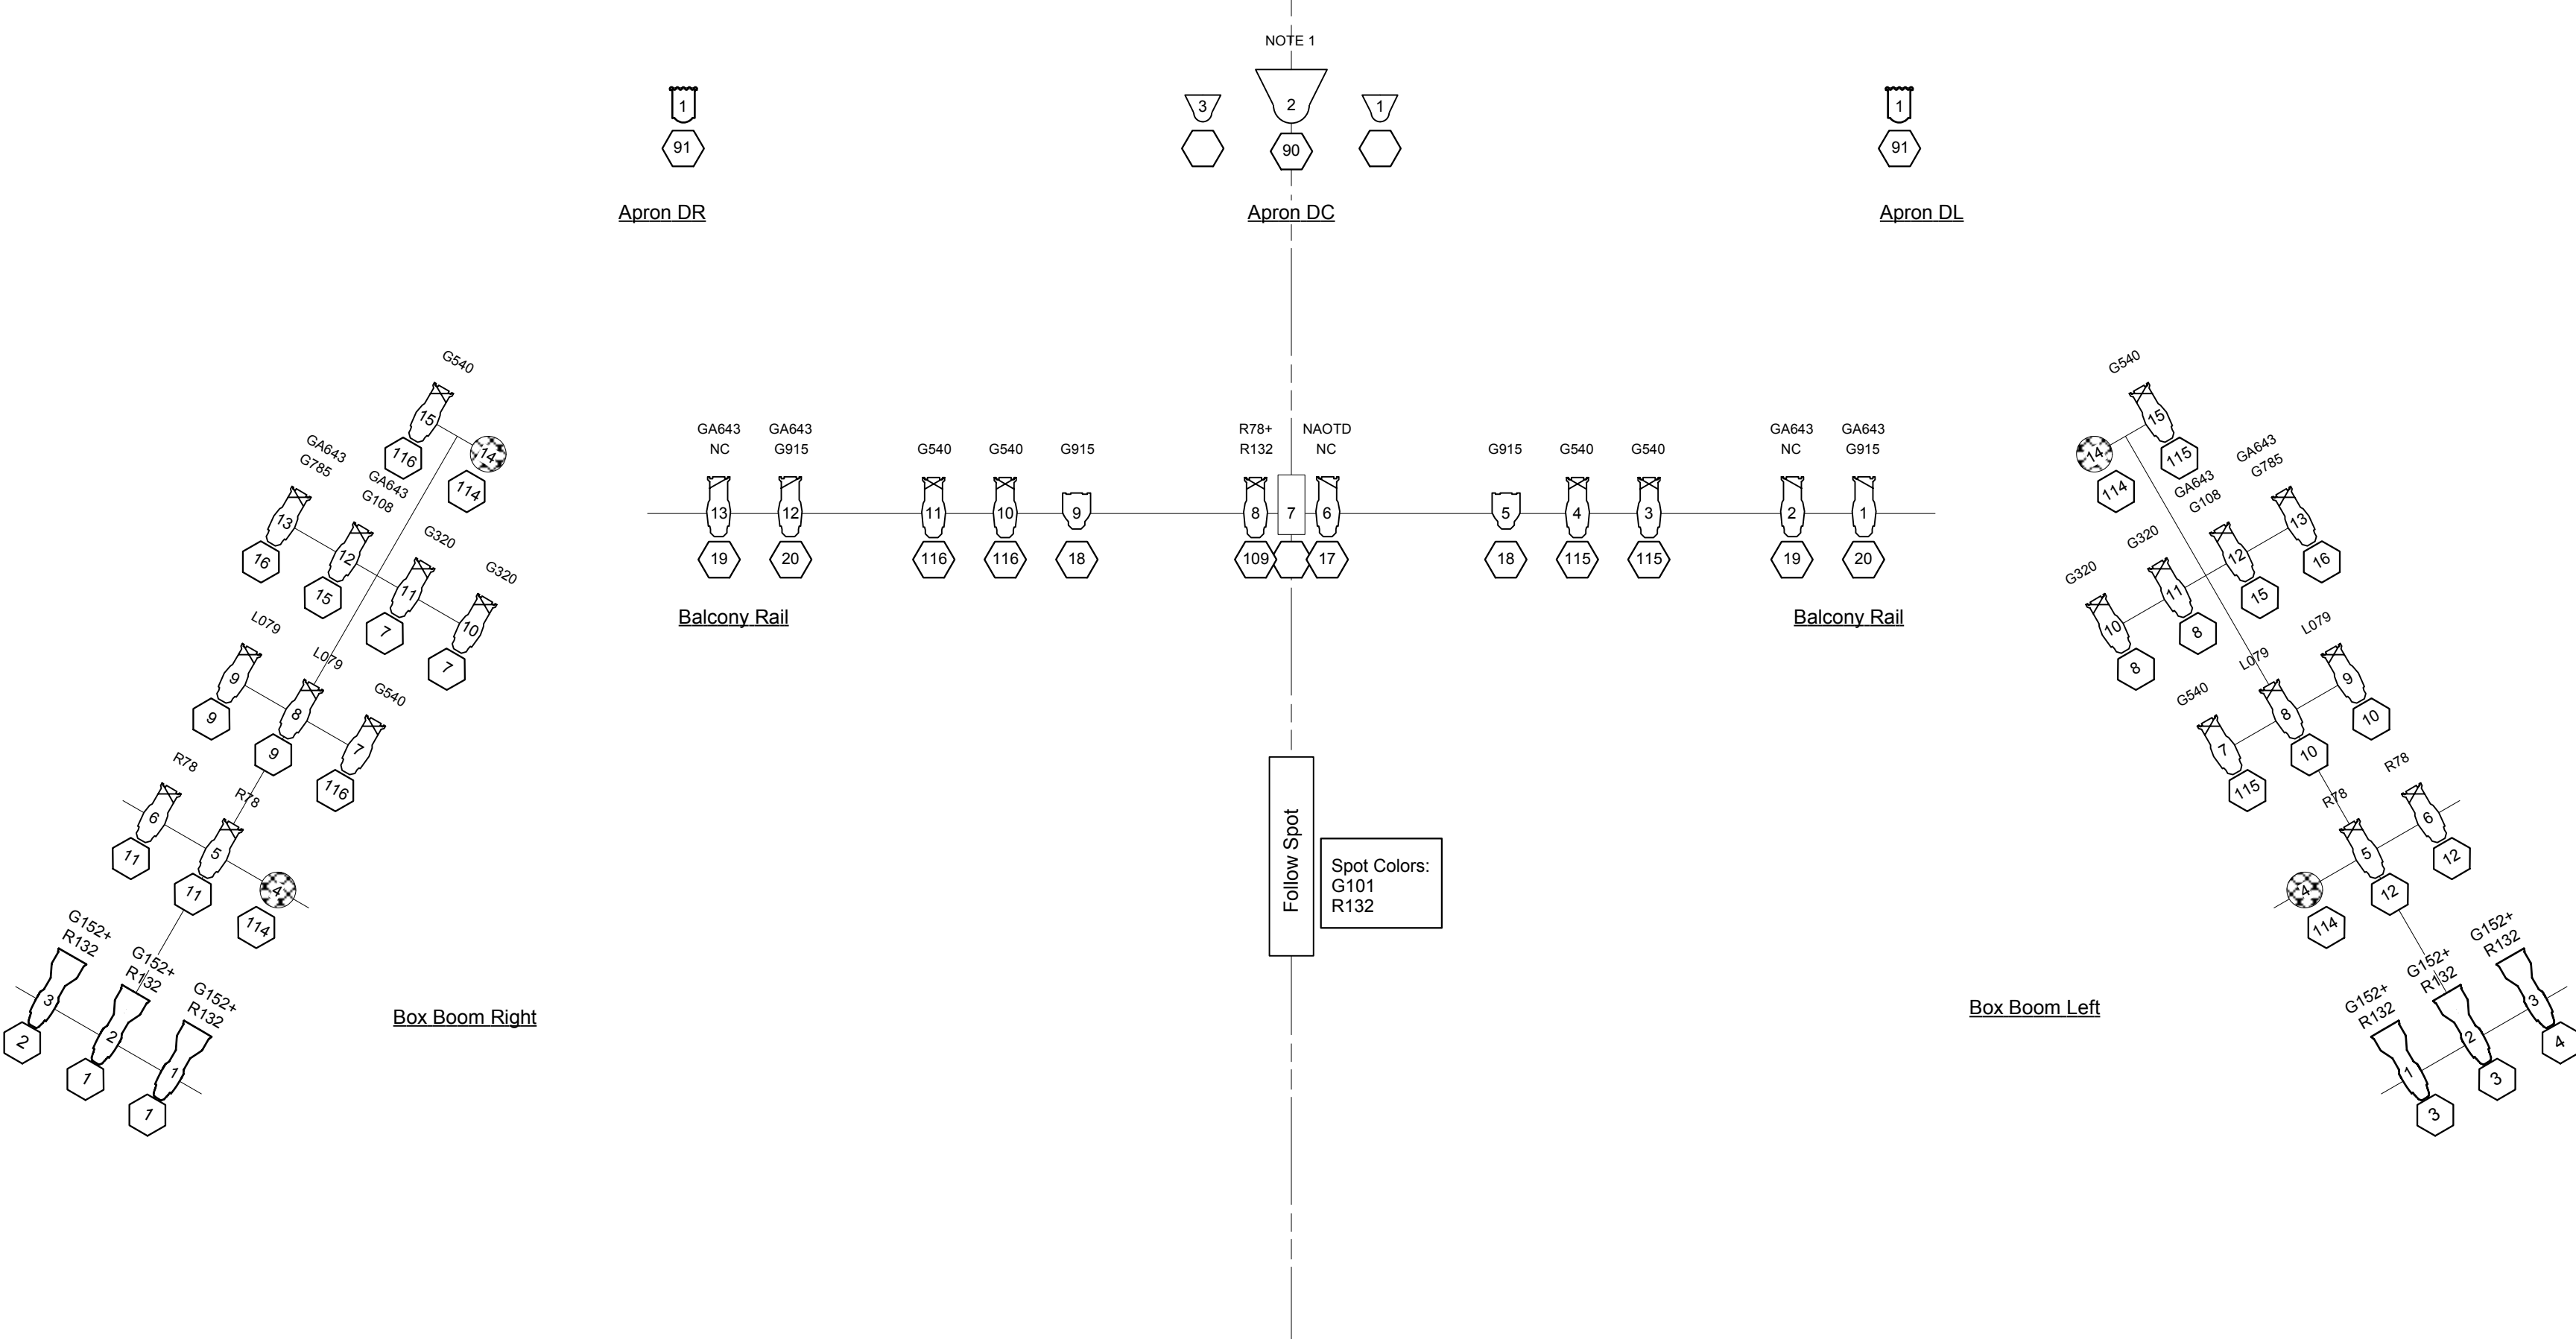 NOTE 1
1
91
Apron DR
3
2
1
90
Apron DC
1
91
Apron DL
G540
15
116
14
114
GA643
G785
13
16
GA643
G108
12
15
G320
11
7
G320
10
7
L079
9
9
L079
8
9
G540
7
116
R78
6
11
R78
5
11
4
114
G152+
R132
3
2
G152+
R132
2
1
G152+
R132
1
1
Box Boom Right
GA643
NC
13
19
GA643
G915
12
20
G540
11
116
G540
10
116
G915
9
18
R78+
R132
8
109
7
NAOTD
NC
6
17
G915
5
18
G540
4
115
G540
3
115
GA643
NC
2
19
GA643
G915
1
20
Balcony Rail
Balcony Rail
Follow Spot
Spot Colors:
G101
R132
G540
15
115
14
114
GA643
G785
13
16
GA643
G108
12
15
G320
11
8
G320
10
8
L079
9
10
L079
8
10
G540
7
115
R78
6
12
R78
5
12
4
114
G152+
R132
3
4
G152+
R132
2
3
G152+
R132
1
3
Box Boom Left